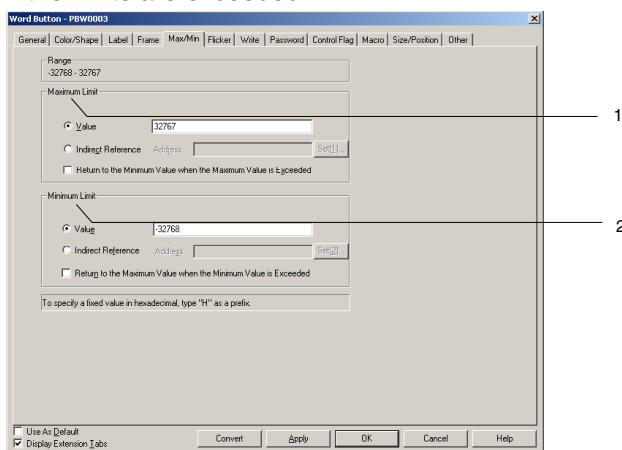 Word Button - PBW0003
General Color/Shape Label Frame Max/Min Flicker Write Password Control Flag Macro Size/Position Other
Range
-32768 - 32767
Maximum Limit
1
Value 32767
Indirect Reference Address Set[1]...
Return to the Minimum Value when the Maximum Value is Exceeded
Minimum Limit
2
Value -32768
Indirect Reference Address Set[2]...
Return to the Maximum Value when the Minimum Value is Exceeded
To specify a fixed value in hexadecimal, type "H" as a prefix.
Use As Default
Display Extension Tabs
Convert Apply OK Cancel Help